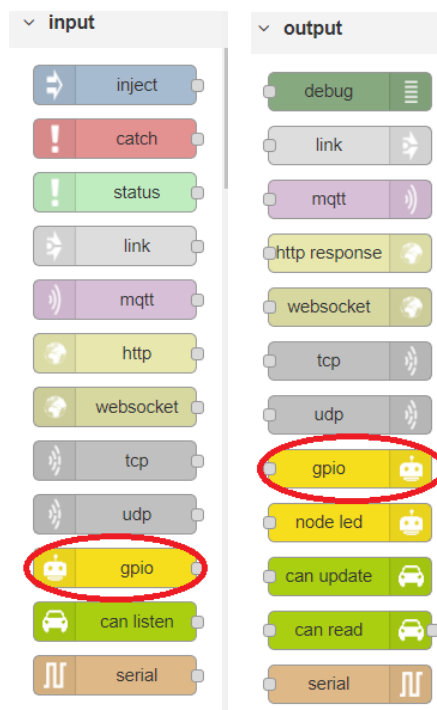 input
inject
catch
status
link
mqtt
http
websocket
tcp
udp
gpio
can listen
serial
output
debug
link
mqtt
http response
websocket
tcp
udp
gpio
node led
can update
can read
serial